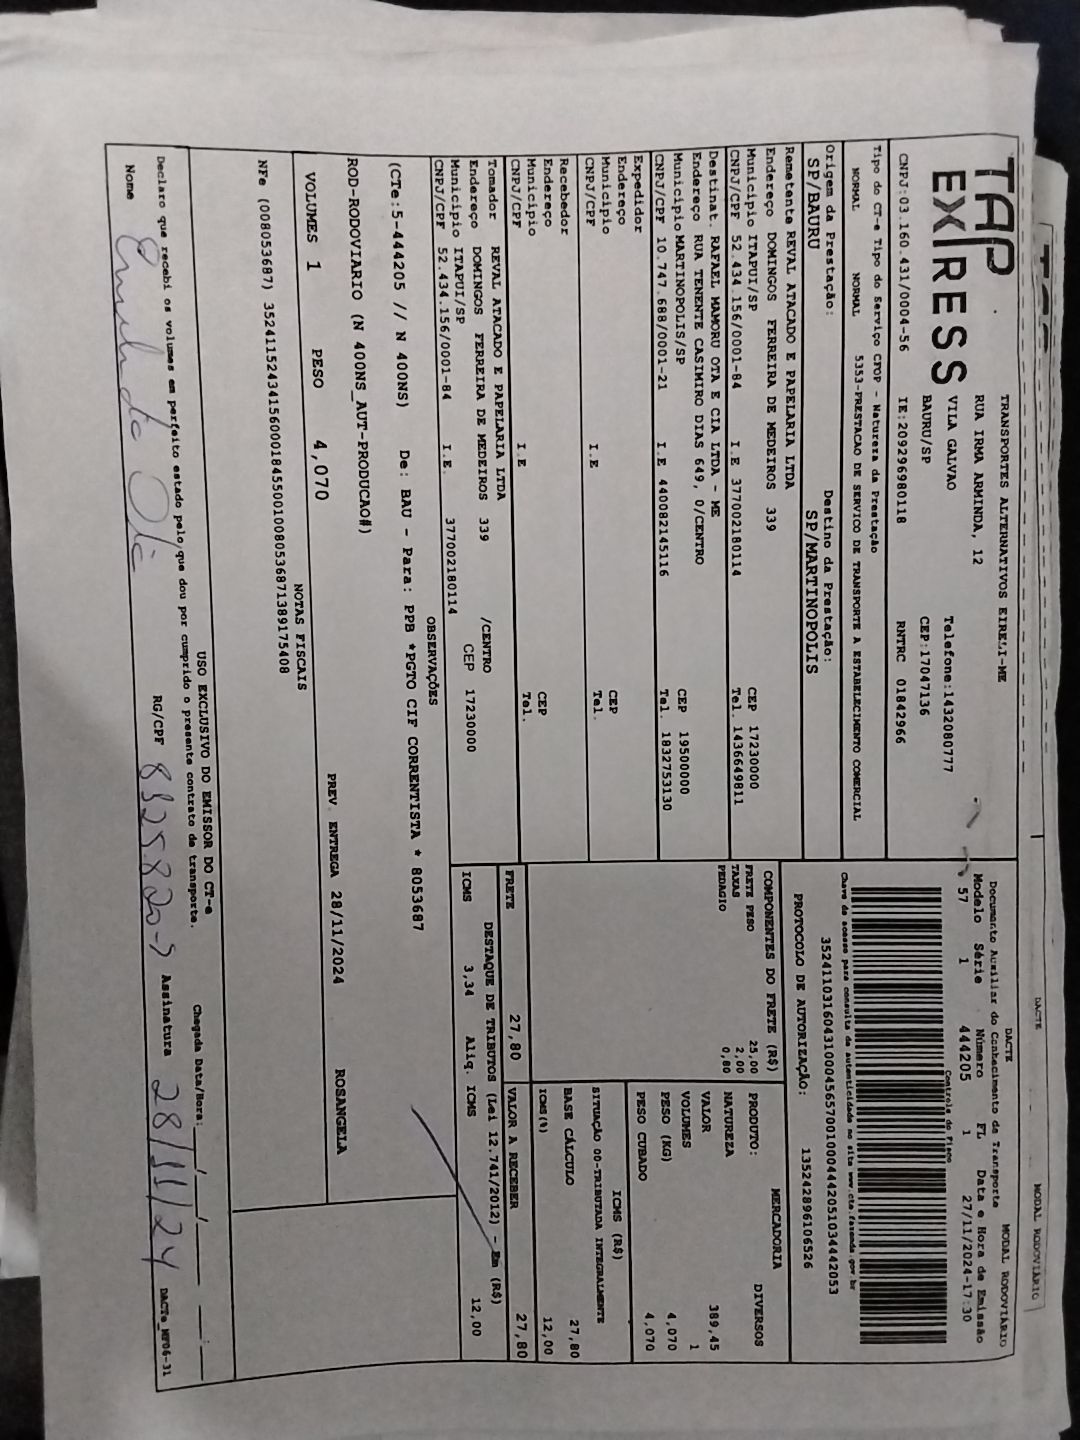 TAP
EXPRESS
TRANSPORTES ALTERNATIVOS EIRELI-ME
RUA IRMA ARMINDA, 12
VILA GALVAO
BAURU/SP
Telefone:1432080777
CEP:17047136
CNPJ:03.160.431/0004-56 IE:209296980118 RNTRC 01842966
DACTE MODAL RODOVIÁRIO
Documento Auxiliar do Conhecimento de Transporte
Modelo Série Número FL Data e Hora de Emissão
57 1 444205 1 27/11/2024-17:30
Controle do Fisco
Chave de acesso para consulta de autenticidade no site www.cte.fazenda.gov.br
35241103160431000456570010004442051034442053
PROTOCOLO DE AUTORIZAÇÃO: 135242896106526
Tipo do CT-e Tipo do Serviço CFOP - Natureza da Prestação
NORMAL NORMAL 5353-PRESTACAO DE SERVICO DE TRANSPORTE A ESTABELECIMENTO COMERCIAL
Origem da Prestação: Destino da Prestação:
SP/BAURU SP/MARTINOPOLIS
Remetente REVAL ATACADO E PAPELARIA LTDA
Endereço DOMINGOS FERREIRA DE MEDEIROS 339
Município ITAPUI/SP CEP 17230000
CNPJ/CPF 52.434.156/0001-84 I.E 377002180114 Tel. 1436649811
Destinat. RAFAEL MAMORU OTA E CIA LTDA - ME
Endereço RUA TENENTE CASIMIRO DIAS 649, 0/CENTRO
Município MARTINOPOLIS/SP CEP 19500000
CNPJ/CPF 10.747.688/0001-21 I.E 440082145116 Tel. 1832753130
Expedidor
Endereço
Município CEP
CNPJ/CPF I.E Tel.
Recebedor
Endereço
Município CEP
CNPJ/CPF I.E Tel.
Tomador REVAL ATACADO E PAPELARIA LTDA
Endereço DOMINGOS FERREIRA DE MEDEIROS 339 /CENTRO
Município ITAPUI/SP CEP 17230000
CNPJ/CPF 52.434.156/0001-84 I.E. 377002180114
COMPONENTES DO FRETE (R$)
FRETE PESO 25,00
TAXAS 2,00
PEDAGIO 0,80
MERCADORIA
PRODUTO: DIVERSOS
NATUREZA
VALOR 389,45
VOLUMES 1
PESO (KG) 4,070
PESO CUBADO 4,070
ICMS (R$)
SITUAÇÃO 00-TRIBUTADA INTEGRALMENTE
BASE CÁLCULO 27,80
ICMS(%) 12,00
FRETE 27,80 VALOR A RECEBER 27,80
DESTAQUE DE TRIBUTOS (Lei 12.741/2012) - Em (R$)
ICMS 3,34 Aliq. ICMS 12,00
OBSERVAÇÕES
(CTe:5-444205 // N 400NS) De: BAU - Para: PPB *PGTO CIF CORRENTISTA * 8053687
ROD-RODOVIARIO (N 400NS_AUT-PRODUCAO#)
VOLUMES 1 PESO 4,070 PREV. ENTREGA 28/11/2024 ROSANGELA
NOTAS FISCAIS
NFe (008053687) 35241152434156000184550010080536871389175408
USO EXCLUSIVO DO EMISSOR DO CT-e
Declaro que recebi os volumes em perfeito estado pelo que dou por cumprido o presente contrato de transporte. Chegada Data/Hora:__/__/____ __:__
Nome RG/CPF Assinatura 28/11/24 DACTe_MF06-31
DACTE MODAL RODOVIÁRIO